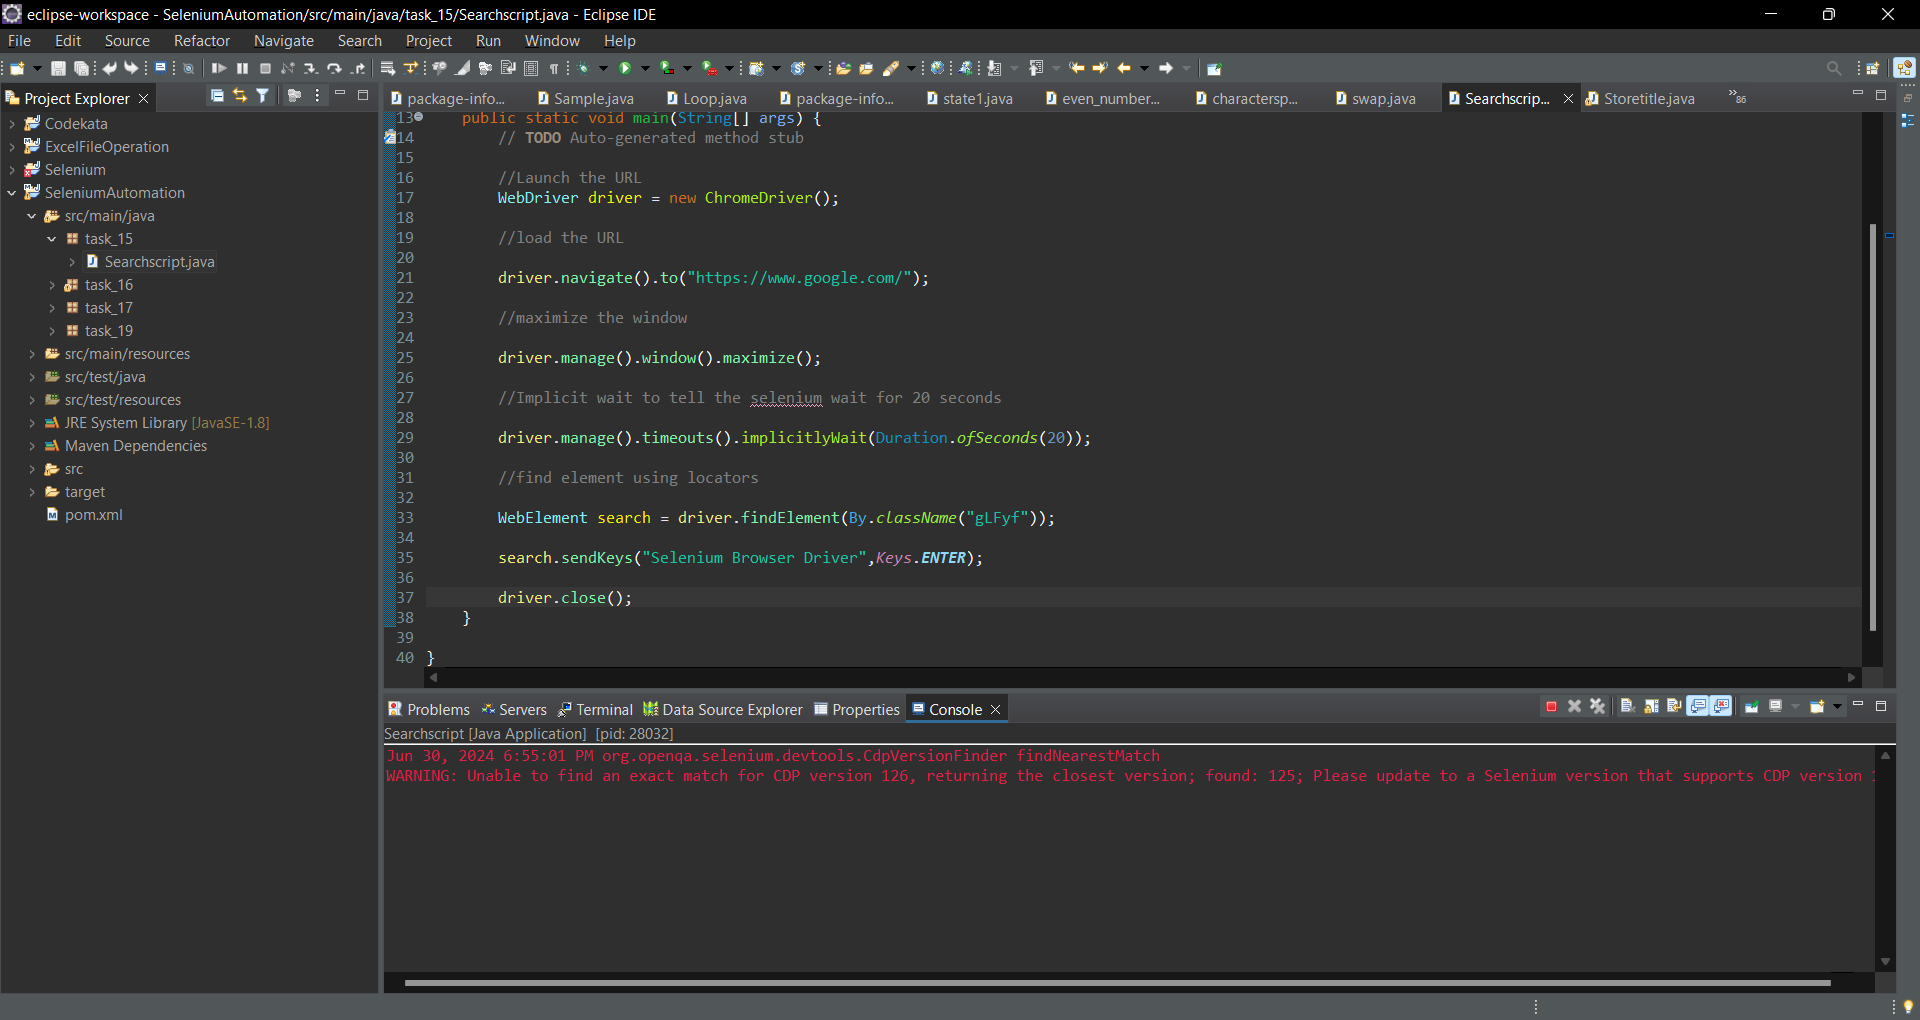 eclipse-workspace - SeleniumAutomation/src/main/java/task_15/Searchscript.java - Eclipse IDE
File Edit Source Refactor Navigate Search Project Run Window Help
Project Explorer
Codekata
ExcelFileOperation
Selenium
SeleniumAutomation
src/main/java
task_15
Searchscript.java
task_16
task_17
task_19
src/main/resources
src/test/java
src/test/resources
JRE System Library [JavaSE-1.8]
Maven Dependencies
src
target
pom.xml
package-info... Sample.java Loop.java package-info... state1.java even_number... charactersp... swap.java Searchscrip... Storetitle.java »86
13 public static void main(String[] args) {
14 // TODO Auto-generated method stub
15
16 //Launch the URL
17 WebDriver driver = new ChromeDriver();
18
19 //load the URL
20
21 driver.navigate().to("https://www.google.com/");
22
23 //maximize the window
24
25 driver.manage().window().maximize();
26
27 //Implicit wait to tell the selenium wait for 20 seconds
28
29 driver.manage().timeouts().implicitlyWait(Duration.ofSeconds(20));
30
31 //find element using locators
32
33 WebElement search = driver.findElement(By.className("gLFyf"));
34
35 search.sendKeys("Selenium Browser Driver",Keys.ENTER);
36
37 driver.close();
38 }
39
40 }
Problems Servers Terminal Data Source Explorer Properties Console
Searchscript [Java Application] [pid: 28032]
Jun 30, 2024 6:55:01 PM org.openqa.selenium.devtools.CdpVersionFinder findNearestMatch
WARNING: Unable to find an exact match for CDP version 126, returning the closest version; found: 125; Please update to a Selenium version that supports CDP version